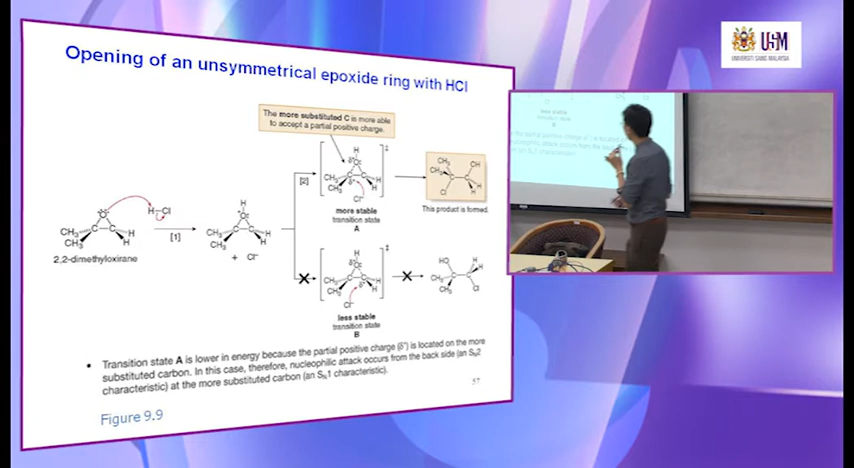 Opening of an unsymmetrical epoxide ring with HCl
USM
UNIVERSITI SAINS MALAYSIA
The more substituted C is more able
to accept a partial positive charge.
[2]
more stable
transition state
A
This product is formed.
2,2-dimethyloxirane
[1]
H—Cl
+ Cl⁻
less stable
transition state
B
• Transition state A is lower in energy because the partial positive charge (δ⁺) is located on the more
substituted carbon. In this case, therefore, nucleophilic attack occurs from the back side (an SN2
characteristic) at the more substituted carbon (an SN1 characteristic).
57
Figure 9.9
less stable
transition state
B